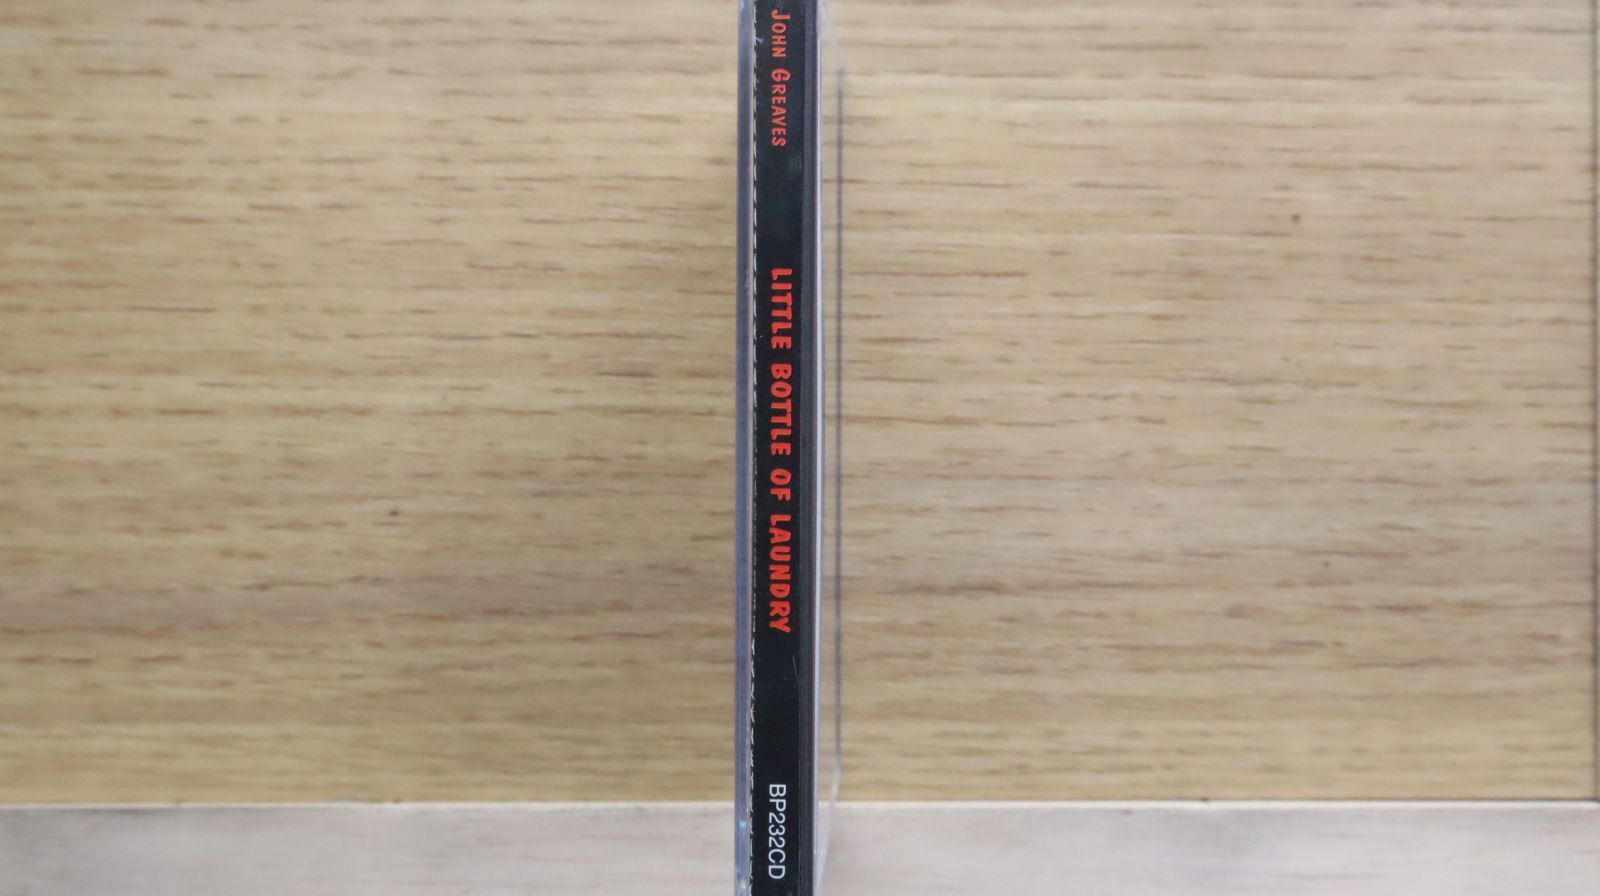 JOHN GREAVES
LITTLE BOTTLE OF LAUNDRY
BP232CD